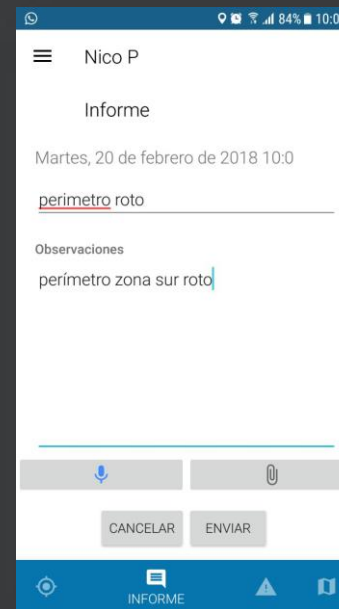 84% 10:0
Nico P
Informe
Martes, 20 de febrero de 2018 10:0
perimetro roto
Observaciones
perímetro zona sur roto
CANCELAR ENVIAR
INFORME